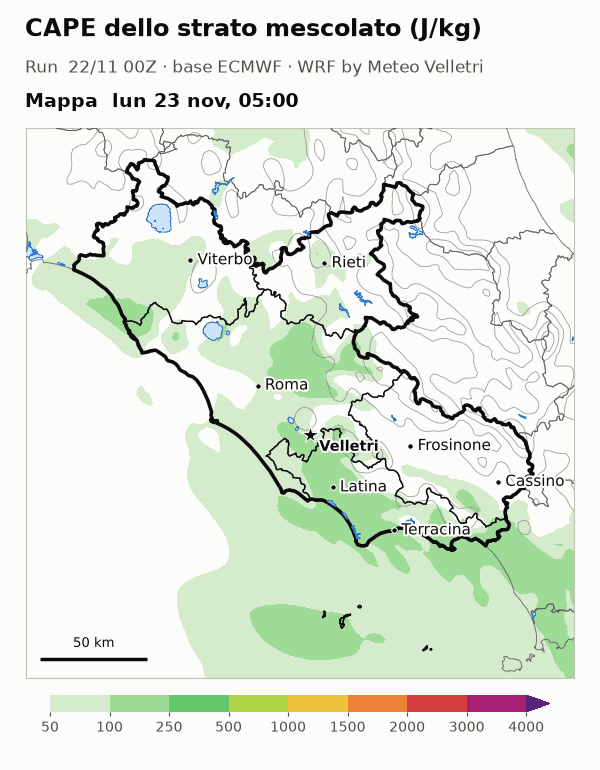 CAPE dello strato mescolato (J/kg)
Run  22/11 00Z · base ECMWF · WRF by Meteo Velletri
Mappa  lun 23 nov, 05:00
Viterbo
Rieti
Roma
Velletri
Frosinone
Cassino
Latina
Terracina
50 km
50 100 250 500 1000 1500 2000 3000 4000